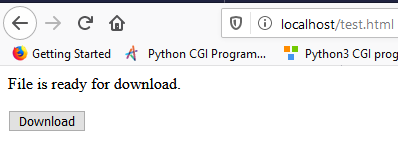 localhost/test.html
Getting Started Python CGI Program... Python3 CGI prog
File is ready for download.
Download